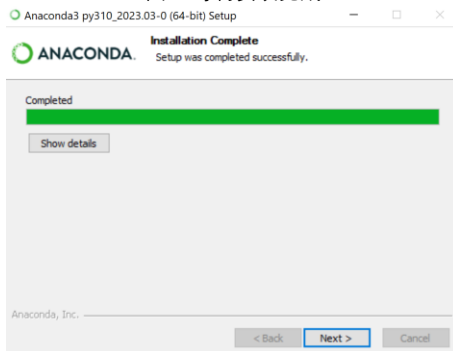 Anaconda3 py310_2023.03-0 (64-bit) Setup
ANACONDA.
Installation Complete
Setup was completed successfully.
Completed
Show details
Anaconda, Inc.
< Back
Next >
Cancel